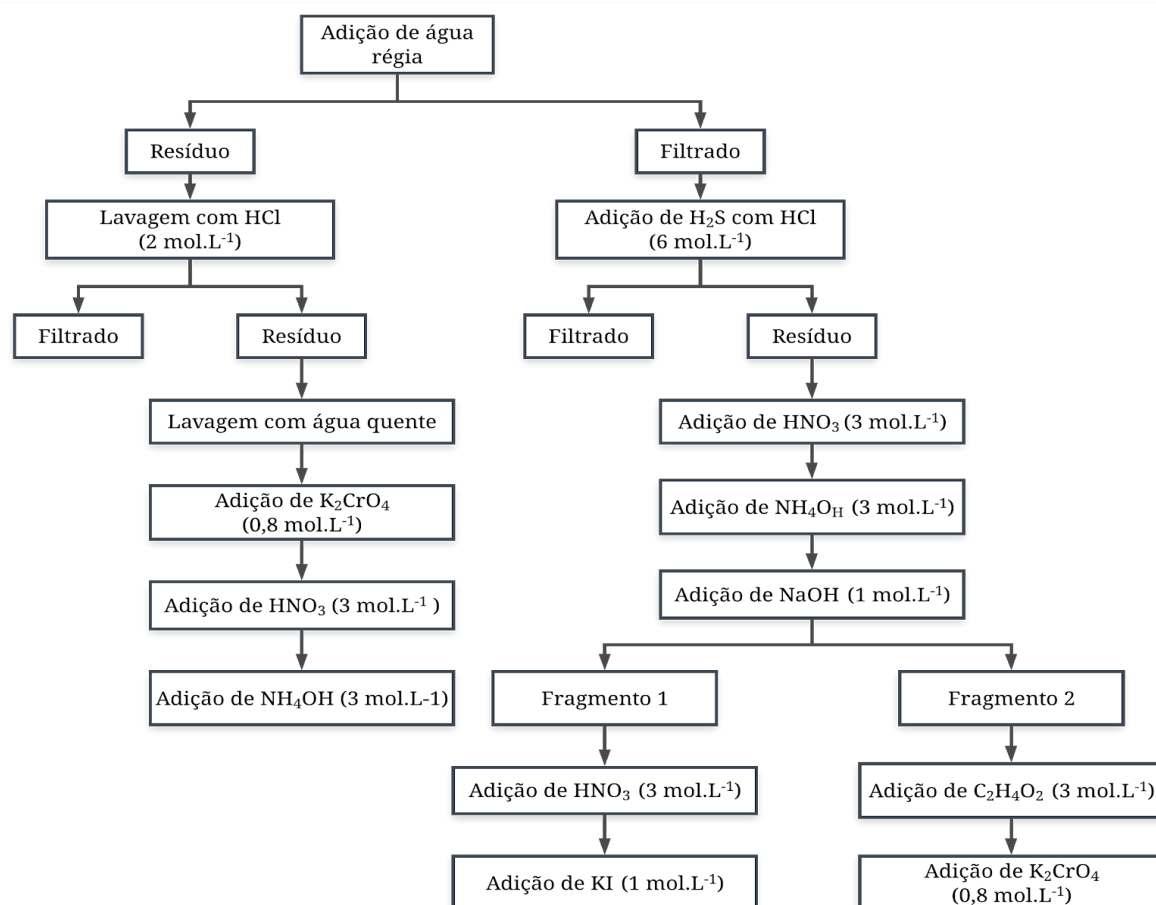 Adição de água
régia
Resíduo
Filtrado
Lavagem com HCl
(2 mol.L⁻¹)
Adição de H₂S com HCl
(6 mol.L⁻¹)
Filtrado
Resíduo
Filtrado
Resíduo
Lavagem com água quente
Adição de HNO₃ (3 mol.L⁻¹)
Adição de K₂CrO₄
(0,8 mol.L⁻¹)
Adição de NH₄O<sub>H</sub> (3 mol.L⁻¹)
Adição de HNO₃ (3 mol.L⁻¹ )
Adição de NaOH (1 mol.L⁻¹)
Adição de NH₄OH (3 mol.L-1)
Fragmento 1
Fragmento 2
Adição de HNO₃ (3 mol.L⁻¹)
Adição de C₂H₄O₂ (3 mol.L⁻¹)
Adição de KI (1 mol.L⁻¹)
Adição de K₂CrO₄
(0,8 mol.L⁻¹)